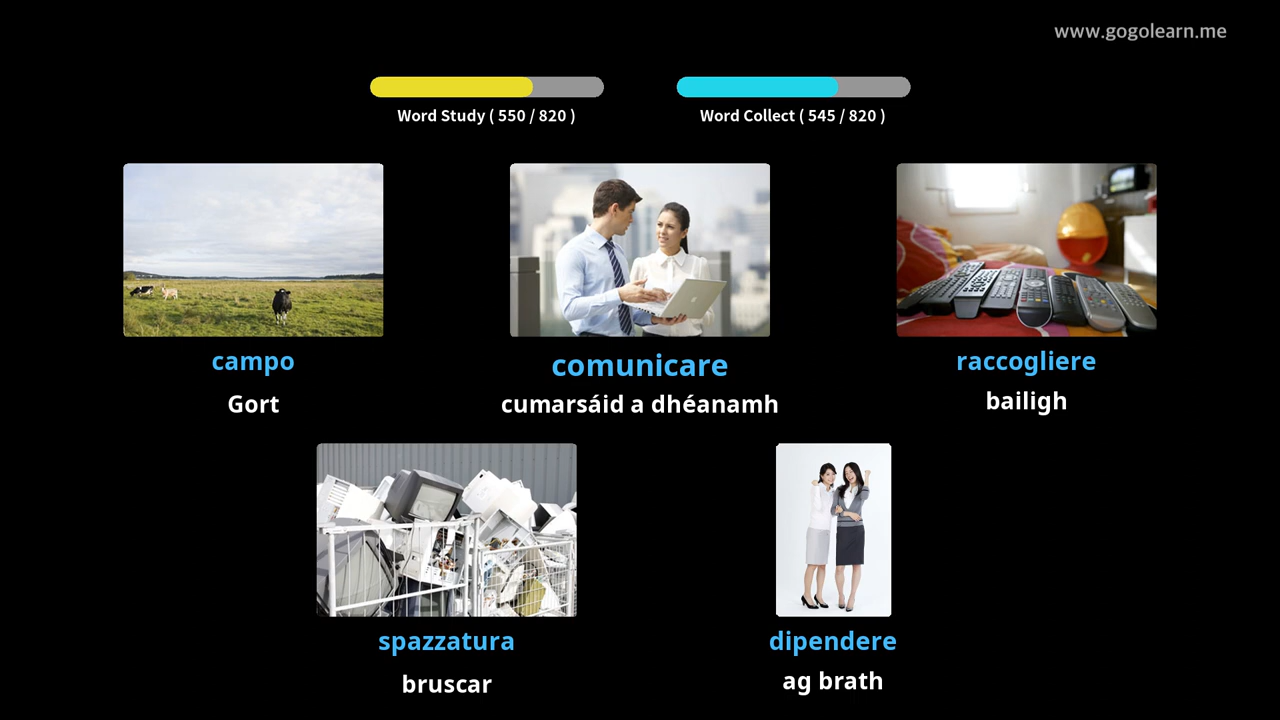 www.gogolearn.me
Word Study ( 550 / 820 )
Word Collect ( 545 / 820 )
campo
Gort
comunicare
cumarsáid a dhéanamh
raccogliere
bailigh
spazzatura
bruscar
dipendere
ag brath